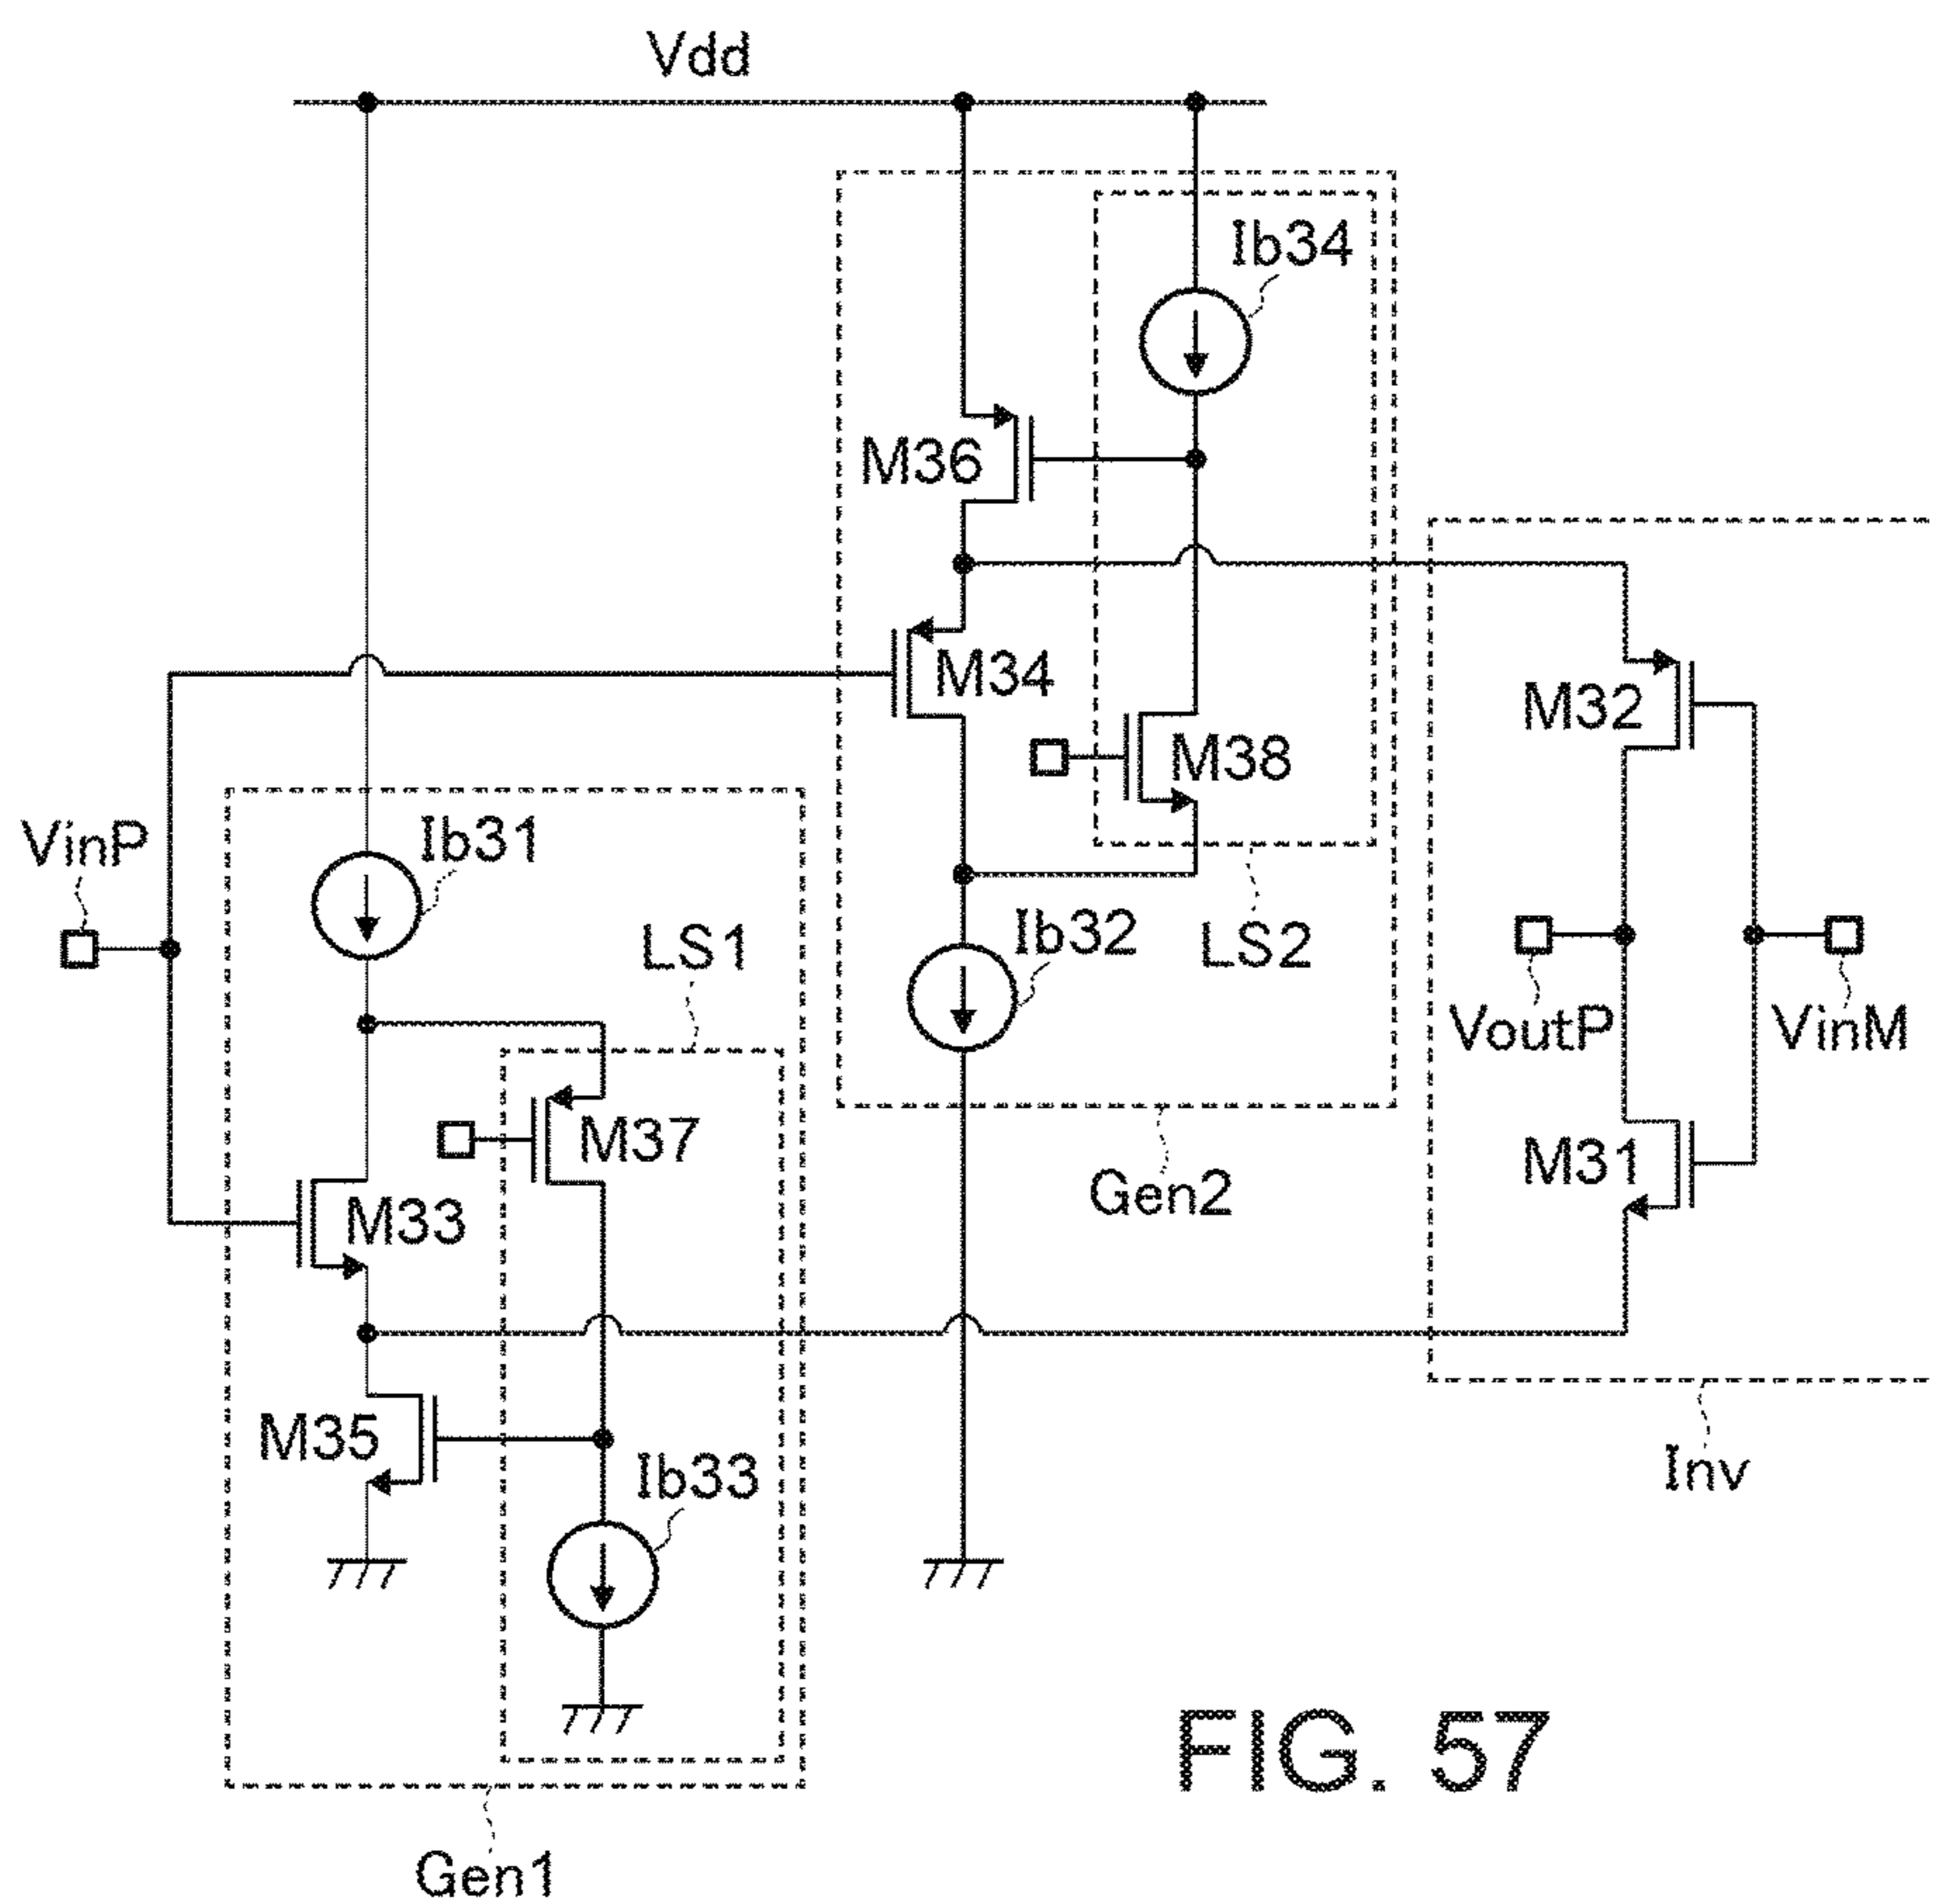 Vdd
Ib34
M36
M34
M32
M38
VinP
Ib31
LS1
Ib32
LS2
VoutP
VinM
M37
M31
Gen2
M33
M35
Ib33
Inv
FIG. 57
Gen1